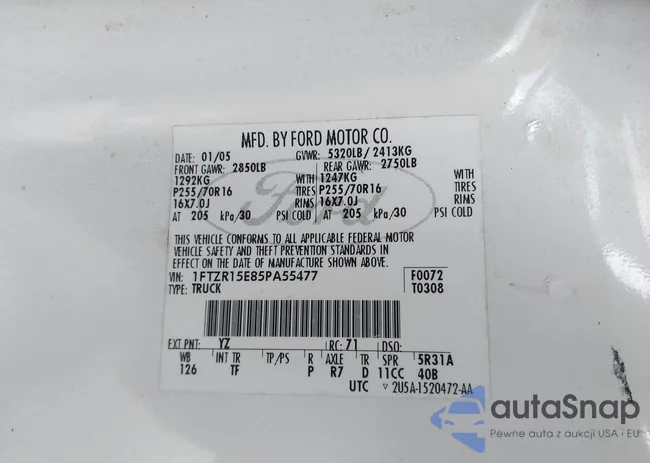 MFD. BY FORD MOTOR CO.
DATE: 01/05 GVWR: 5320LB/ 2413KG
FRONT GAWR: 2850LB REAR GAWR: 2750LB
1292KG WITH 1247KG WITH
P255/70R16 TIRES P255/70R16 TIRES
16X7.0J RIMS 16X7.0J RIMS
AT 205 kPa/30 PSI COLD AT 205 kPa/30 PSI COLD
Ford
THIS VEHICLE CONFORMS TO ALL APPLICABLE FEDERAL MOTOR
VEHICLE SAFETY AND THEFT PREVENTION STANDARDS IN
EFFECT ON THE DATE OF MANUFACTURE SHOWN ABOVE.
VIN: 1FTZR15E85PA55477 F0072
TYPE: TRUCK T0308
EXT PNT: YZ RC: 71 DSO:
WB INT TR TP/PS R AXLE TR SPR 5R31A
126 TF P R7 D 11CC 40B
UTC ▽ 2U5A-1520472-AA
autaSnap
Pewne auta z aukcji USA i EU